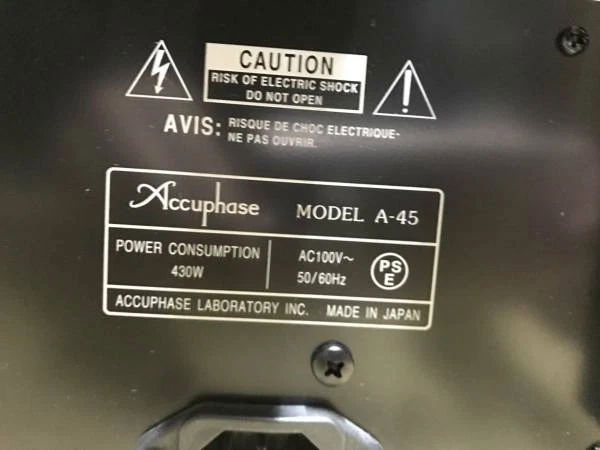 CAUTION
RISK OF ELECTRIC SHOCK
DO NOT OPEN
AVIS: RISQUE DE CHOC ELECTRIQUE-
NE PAS OUVRIR.
Accuphase MODEL A-45
POWER CONSUMPTION AC100V~
430W 50/60Hz
PS
E
ACCUPHASE LABORATORY INC. MADE IN JAPAN